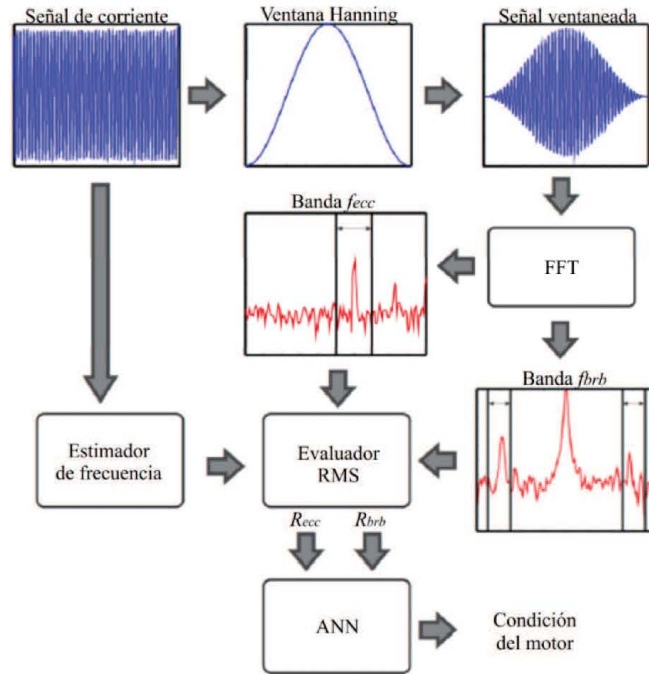 Señal de corriente
Ventana Hanning
Señal ventaneada
Banda fecc
FFT
Banda fbrb
Estimador
de frecuencia
Evaluador
RMS
Recc
Rbrb
ANN
Condición
del motor